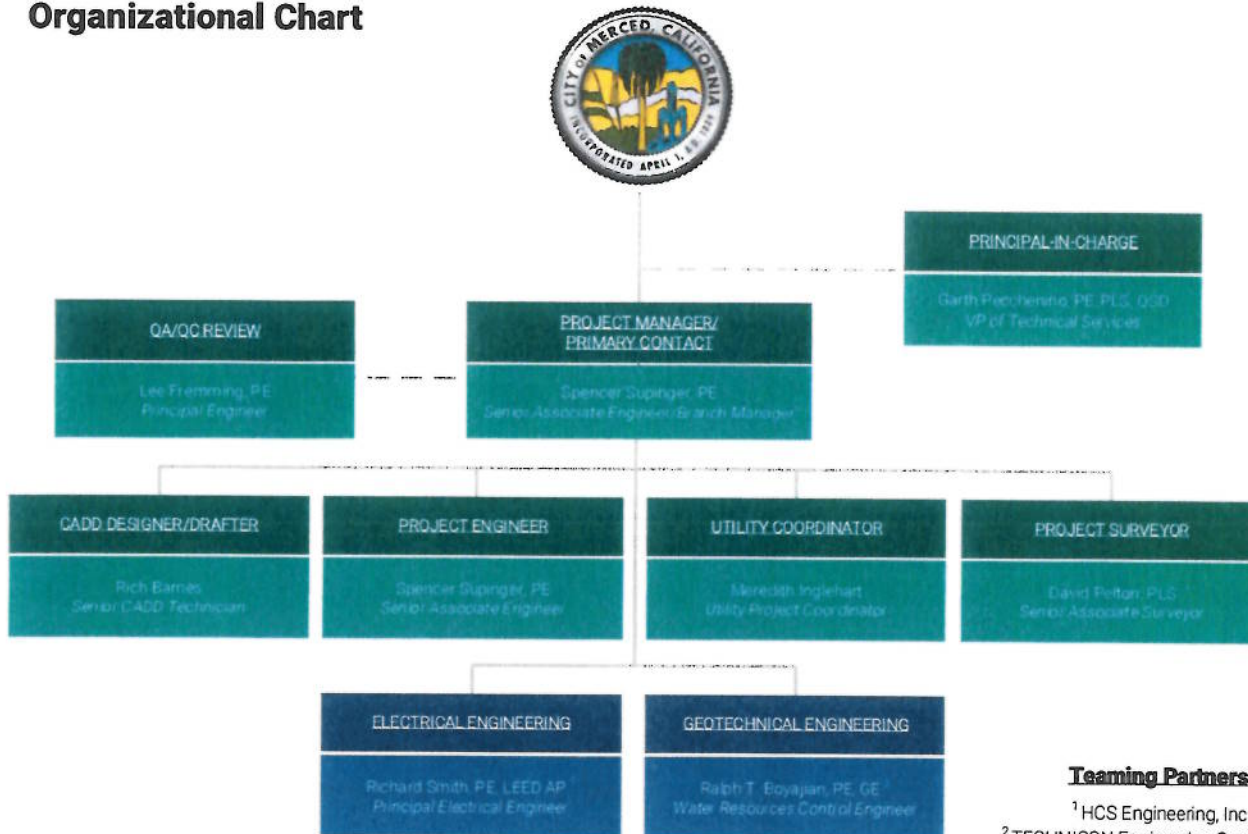 Organizational Chart
CITY OF MERCED, CALIFORNIA
INCORPORATED APRIL 1, A.D. 1889
PRINCIPAL-IN-CHARGE
Garth Pecchenino, PE, PLS, QSD
VP of Technical Services
QA/QC REVIEW
Lee Fremming, PE
Principal Engineer
PROJECT MANAGER/
PRIMARY CONTACT
Spencer Supinger, PE
Senior Associate Engineer/Branch Manager
CADD DESIGNER/DRAFTER
Rich Barnes
Senior CADD Technician
PROJECT ENGINEER
Spencer Supinger, PE
Senior Associate Engineer
UTILITY COORDINATOR
Meredith Inglehart
Utility Project Coordinator
PROJECT SURVEYOR
David Pelton, PLS
Senior Associate Surveyor
ELECTRICAL ENGINEERING
Richard Smith, PE, LEED AP
Principal Electrical Engineer
GEOTECHNICAL ENGINEERING
Ralph T. Boyajian, PE, GE
Water Resources Control Engineer
Teaming Partners
1 HCS Engineering, Inc